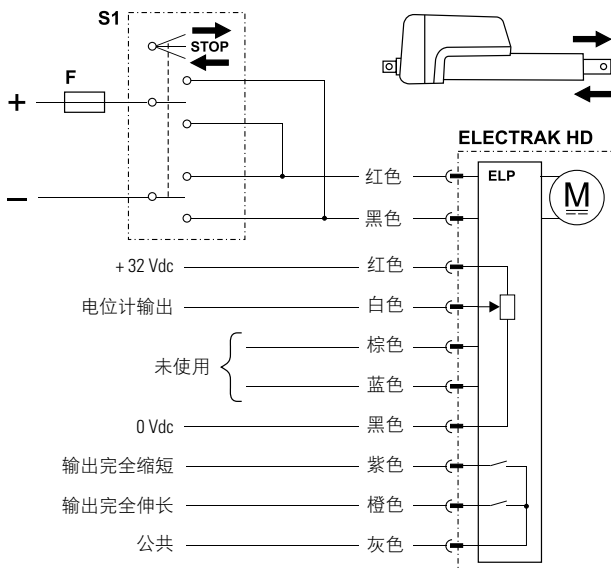 S1
STOP
F
+
−
ELECTRAK HD
ELP
M
红色
黑色
+ 32 Vdc 红色
电位计输出 白色
未使用
棕色
蓝色
0 Vdc 黑色
输出完全缩短 紫色
输出完全伸长 橙色
公共 灰色